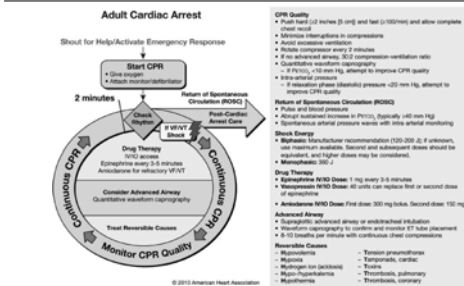 Adult Cardiac Arrest
Shout for Help/Activate Emergency Response
Start CPR
• Give oxygen
• Attach monitor/defibrillator
2 minutes
Check
Rhythm
Return of Spontaneous
Circulation (ROSC)
Post-Cardiac
Arrest Care
If VF/VT
Shock
Drug Therapy
IV/IO access
Epinephrine every 3-5 minutes
Amiodarone for refractory VF/VT
Consider Advanced Airway
Quantitative waveform capnography
Treat Reversible Causes
Continuous CPR
Continuous CPR
Monitor CPR Quality
© 2010 American Heart Association
CPR Quality
• Push hard (≥2 inches [5 cm]) and fast (≥100/min) and allow complete
chest recoil
• Minimize interruptions in compressions
• Avoid excessive ventilation
• Rotate compressor every 2 minutes
• If no advanced airway, 30:2 compression-ventilation ratio
• Quantitative waveform capnography
– If PETCO₂ <10 mm Hg, attempt to improve CPR quality
• Intra-arterial pressure
– If relaxation phase (diastolic) pressure <20 mm Hg, attempt to
improve CPR quality
Return of Spontaneous Circulation (ROSC)
• Pulse and blood pressure
• Abrupt sustained increase in PETCO₂ (typically ≥40 mm Hg)
• Spontaneous arterial pressure waves with intra-arterial monitoring
Shock Energy
• Biphasic: Manufacturer recommendation (120-200 J); if unknown,
use maximum available. Second and subsequent doses should be
equivalent, and higher doses may be considered.
• Monophasic: 360 J
Drug Therapy
• Epinephrine IV/IO Dose: 1 mg every 3-5 minutes
• Vasopressin IV/IO Dose: 40 units can replace first or second dose
of epinephrine
• Amiodarone IV/IO Dose: First dose: 300 mg bolus. Second dose: 150 mg.
Advanced Airway
• Supraglottic advanced airway or endotracheal intubation
• Waveform capnography to confirm and monitor ET tube placement
• 8-10 breaths per minute with continuous chest compressions
Reversible Causes
– Hypovolemia – Tension pneumothorax
– Hypoxia – Tamponade, cardiac
– Hydrogen ion (acidosis) – Toxins
– Hypo-/hyperkalemia – Thrombosis, pulmonary
– Hypothermia – Thrombosis, coronary